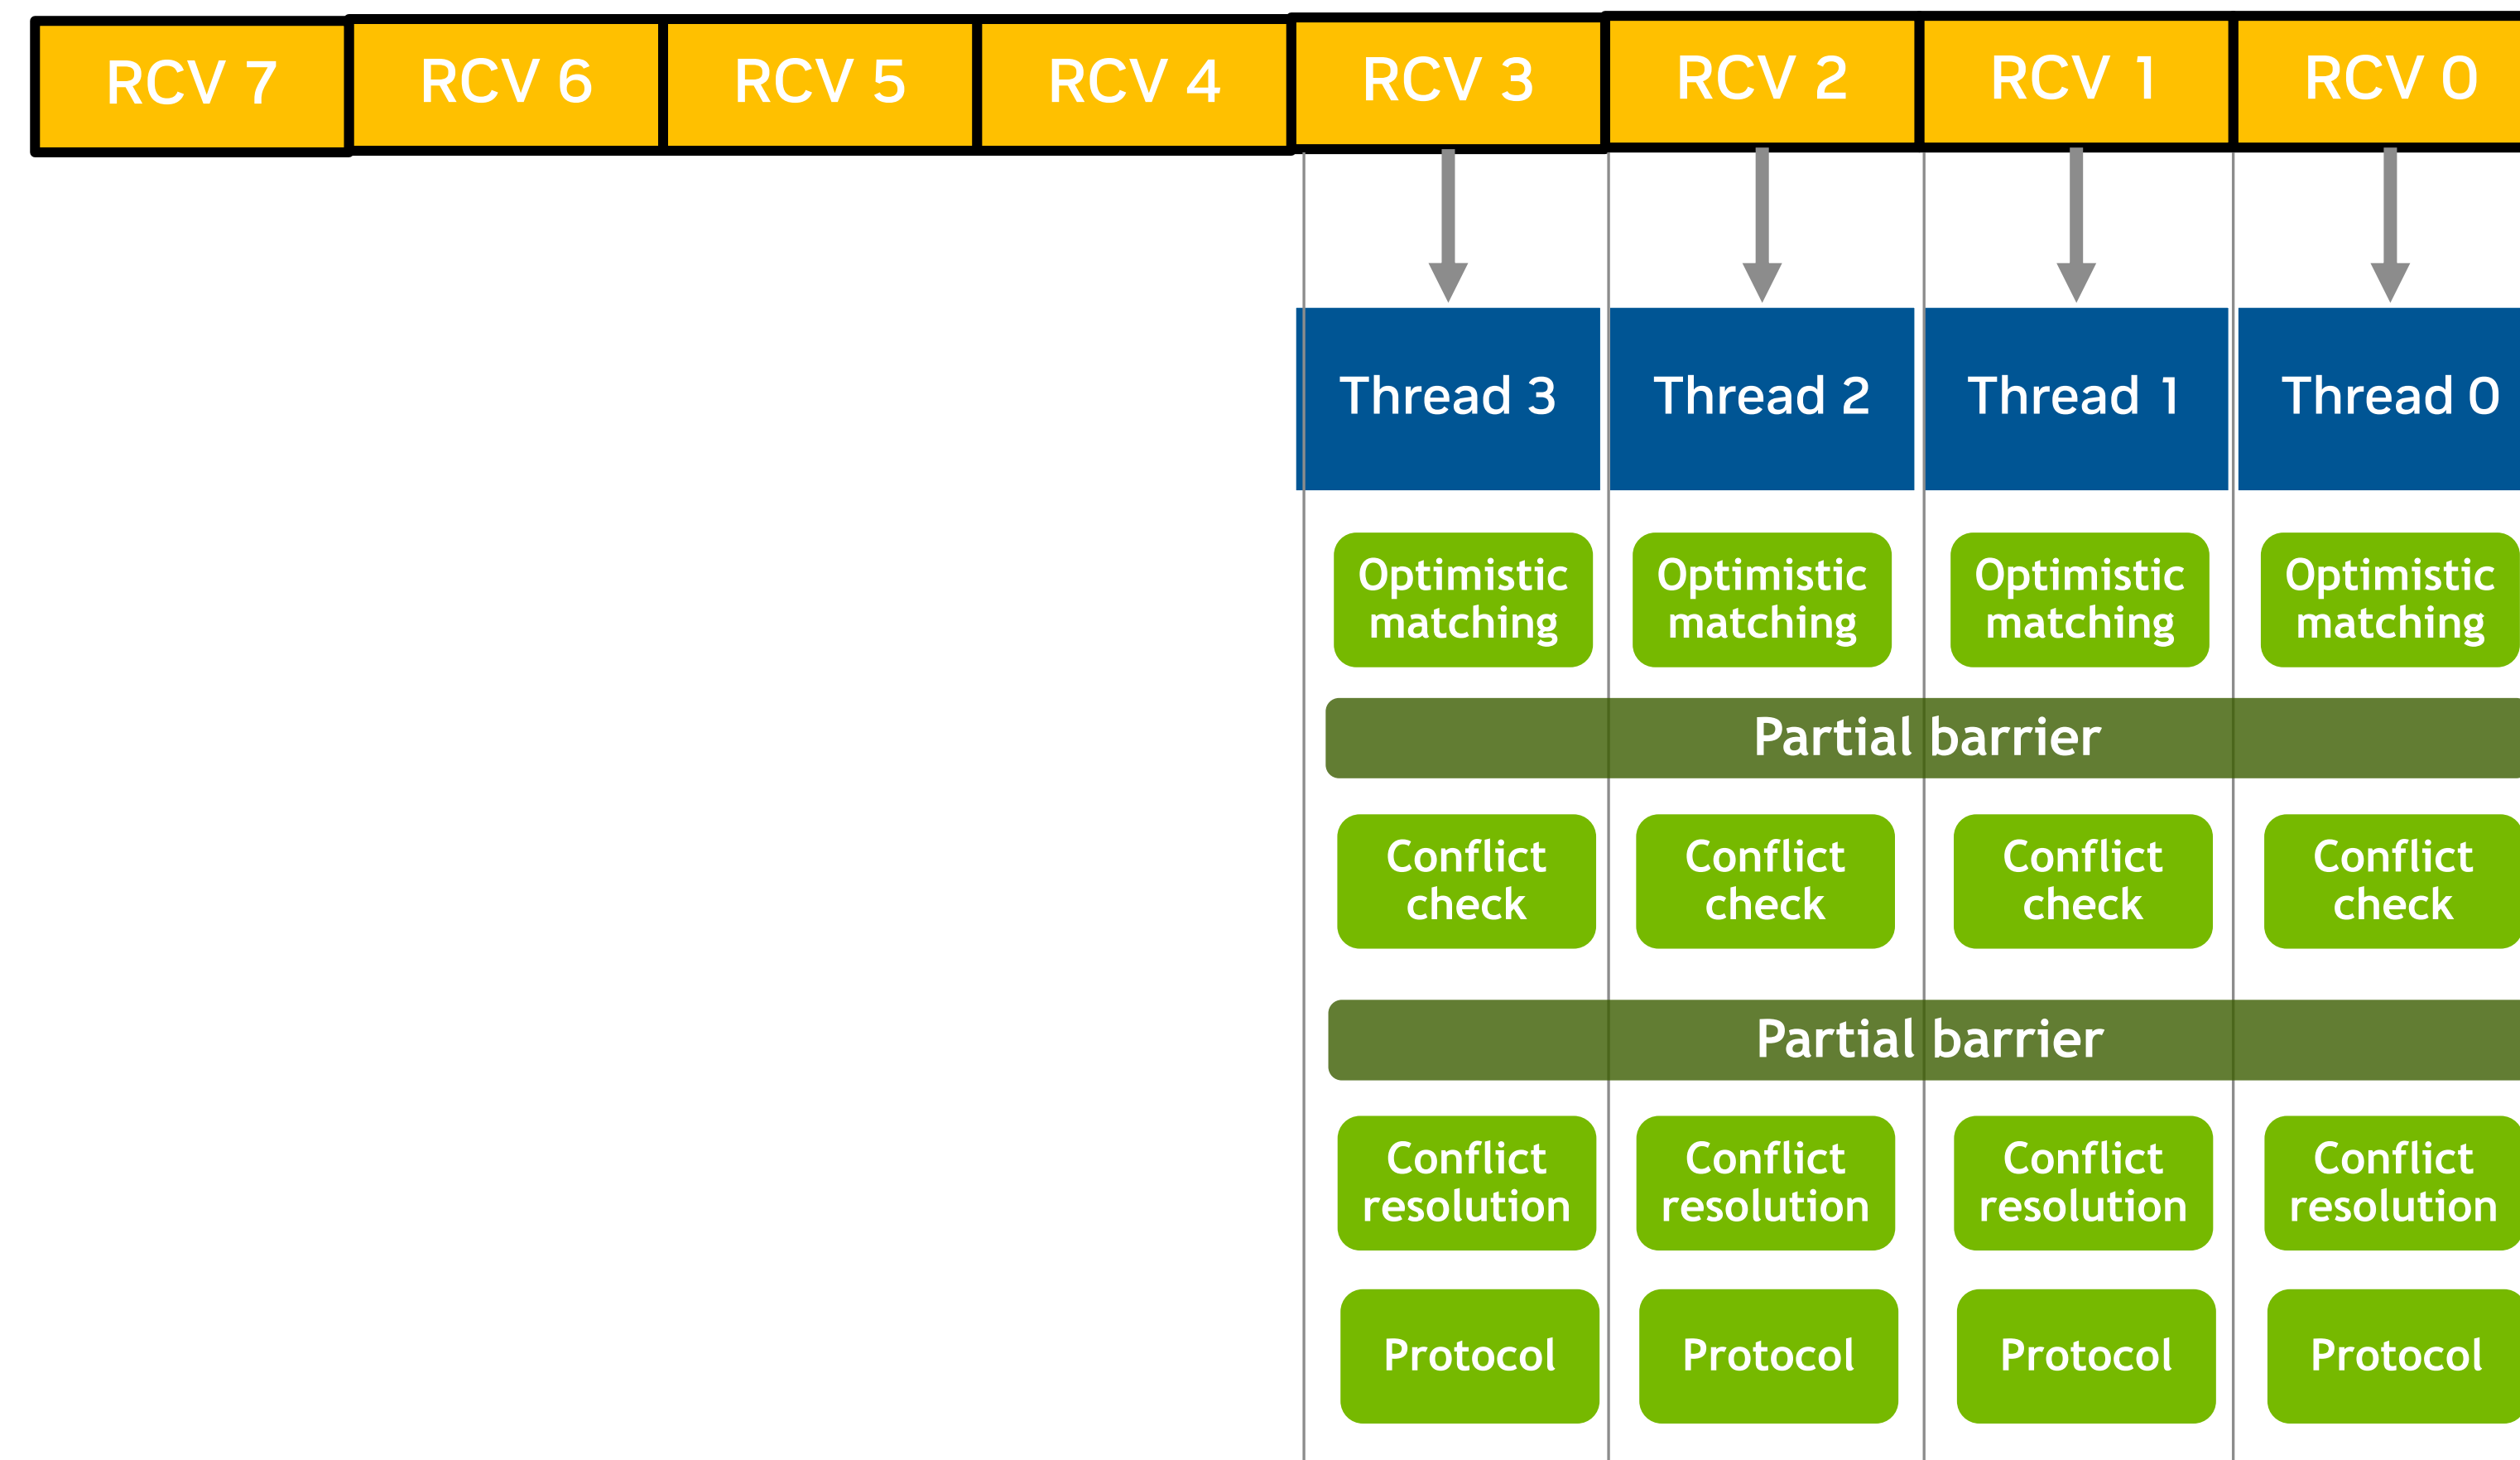 RCV 7 RCV 6 RCV 5 RCV 4 RCV 3 RCV 2 RCV 1 RCV 0
Thread 3 Thread 2 Thread 1 Thread 0
Optimistic Optimistic Optimistic Optimistic
matching matching matching matching
Partial barrier
Conflict Conflict Conflict Conflict
check check check check
Partial barrier
Conflict Conflict Conflict Conflict
resolution resolution resolution resolution
Protocol Protocol Protocol Protocol